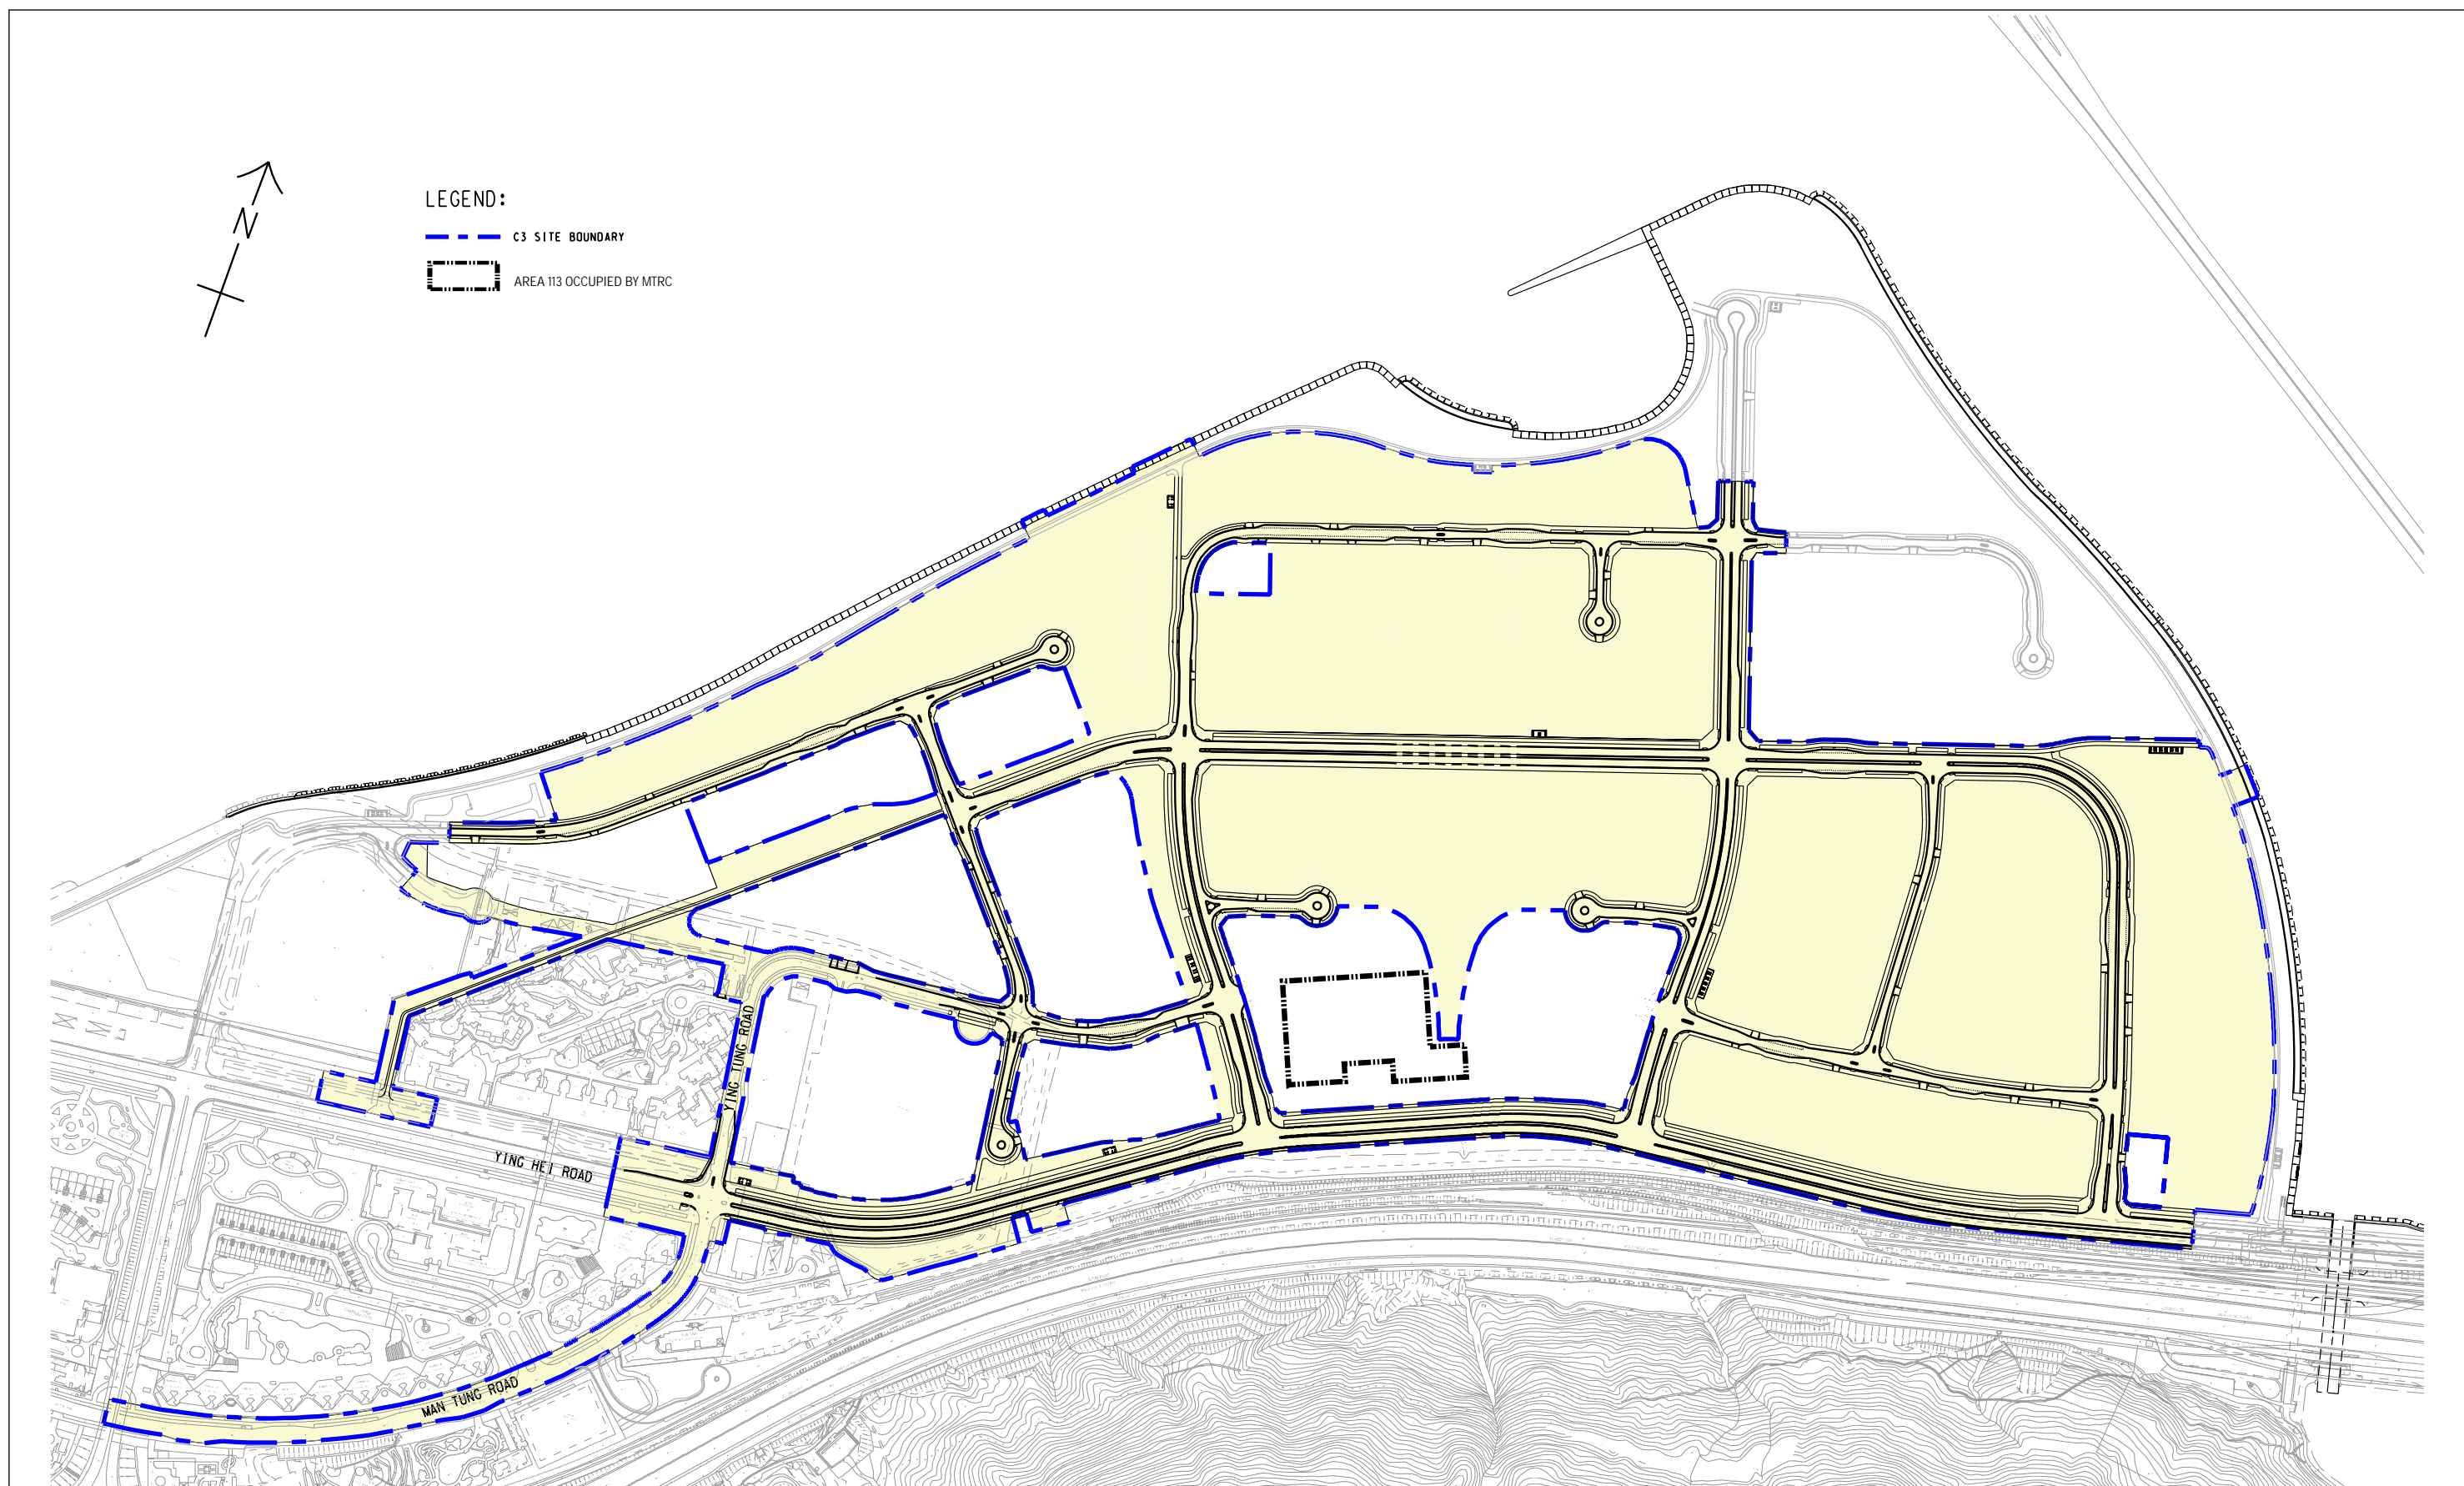 N
LEGEND:
C3 SITE BOUNDARY
AREA 113 OCCUPIED BY MTRC
YING TUNG ROAD
YING HEI ROAD
MAN TUNG ROAD